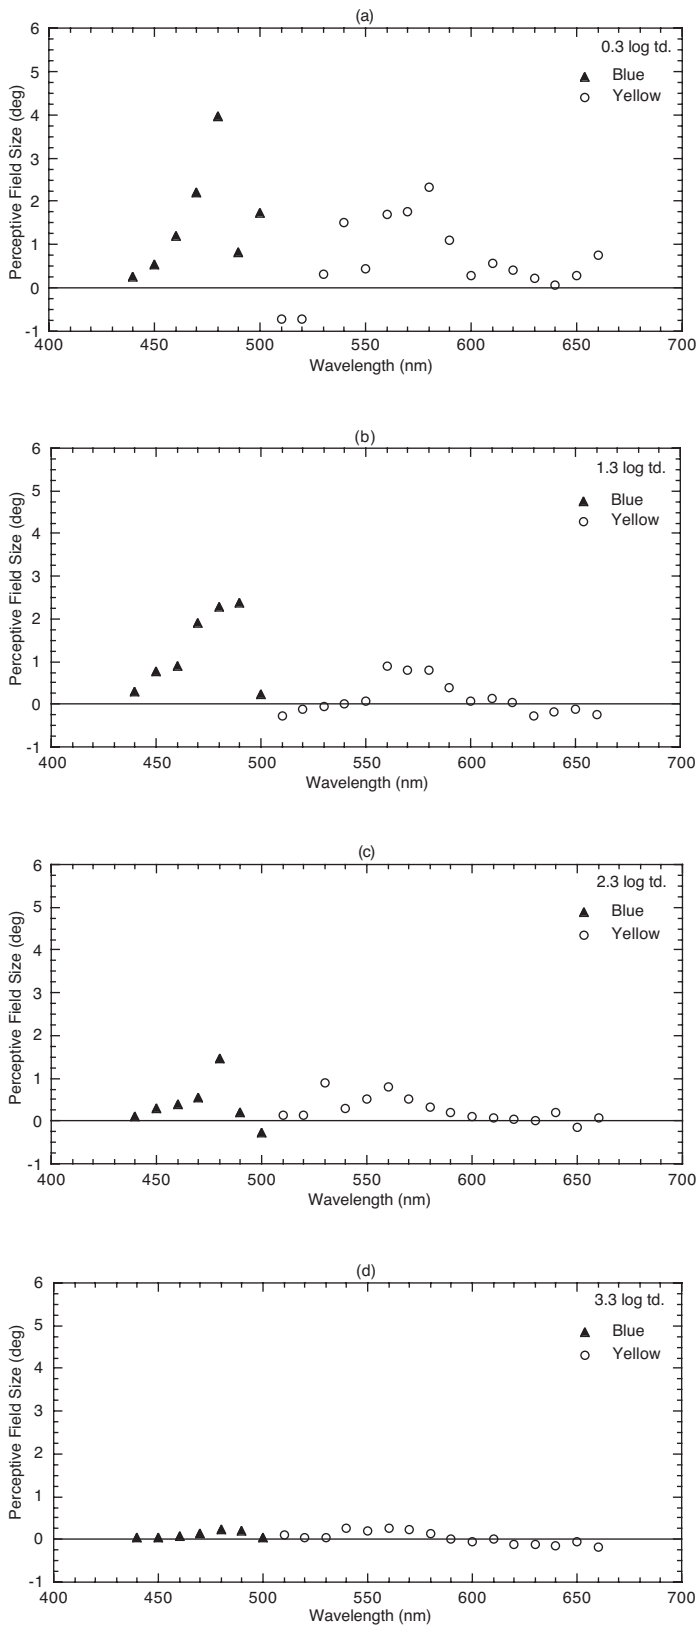 (a)
6
0.3 log td.
5
Blue
Yellow
4
3
2
1
0
-1
Perceptive Field Size (deg)
400 450 500 550 600 650 700
Wavelength (nm)
(b)
6
1.3 log td.
5
Blue
Yellow
4
3
2
1
0
-1
Perceptive Field Size (deg)
400 450 500 550 600 650 700
Wavelength (nm)
(c)
6
2.3 log td.
5
Blue
Yellow
4
3
2
1
0
-1
Perceptive Field Size (deg)
400 450 500 550 600 650 700
Wavelength (nm)
(d)
6
3.3 log td.
5
Blue
Yellow
4
3
2
1
0
-1
Perceptive Field Size (deg)
400 450 500 550 600 650 700
Wavelength (nm)